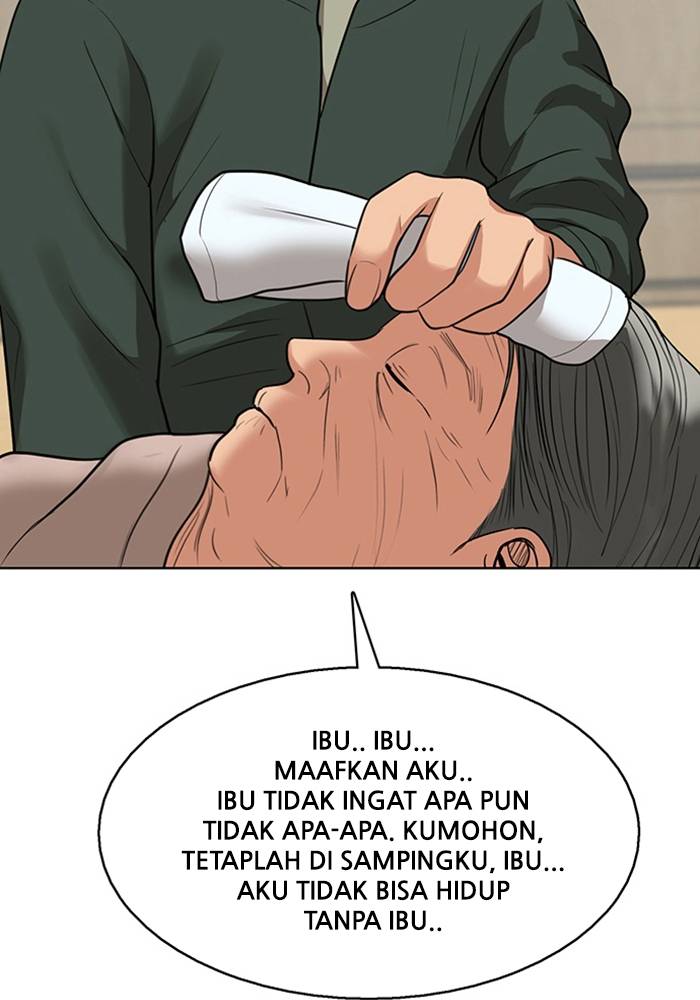 IBU.. IBU...
MAAFKAN AKU..
IBU TIDAK INGAT APA PUN
TIDAK APA-APA. KUMOHON,
TETAPLAH DI SAMPINGKU, IBU...
AKU TIDAK BISA HIDUP
TANPA IBU..